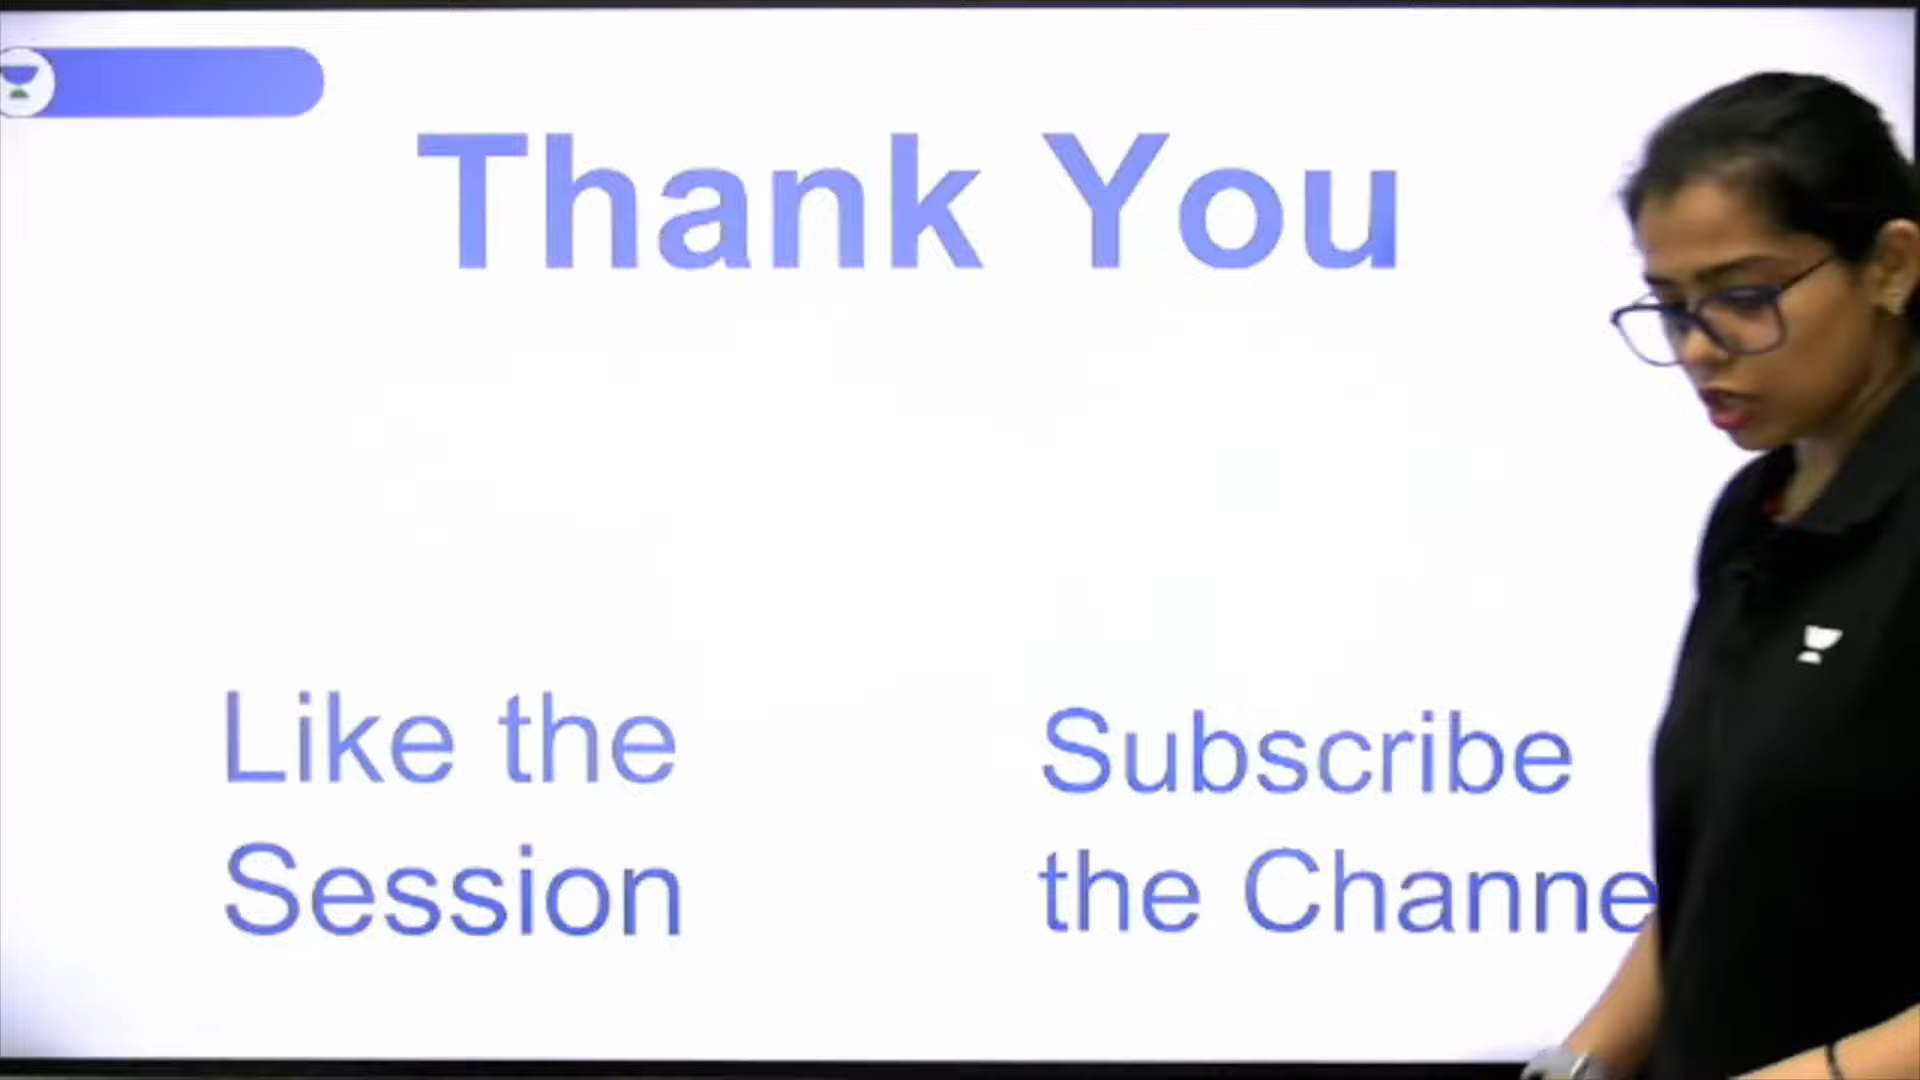 Thank You
Like the
Session
Subscribe
the Channe